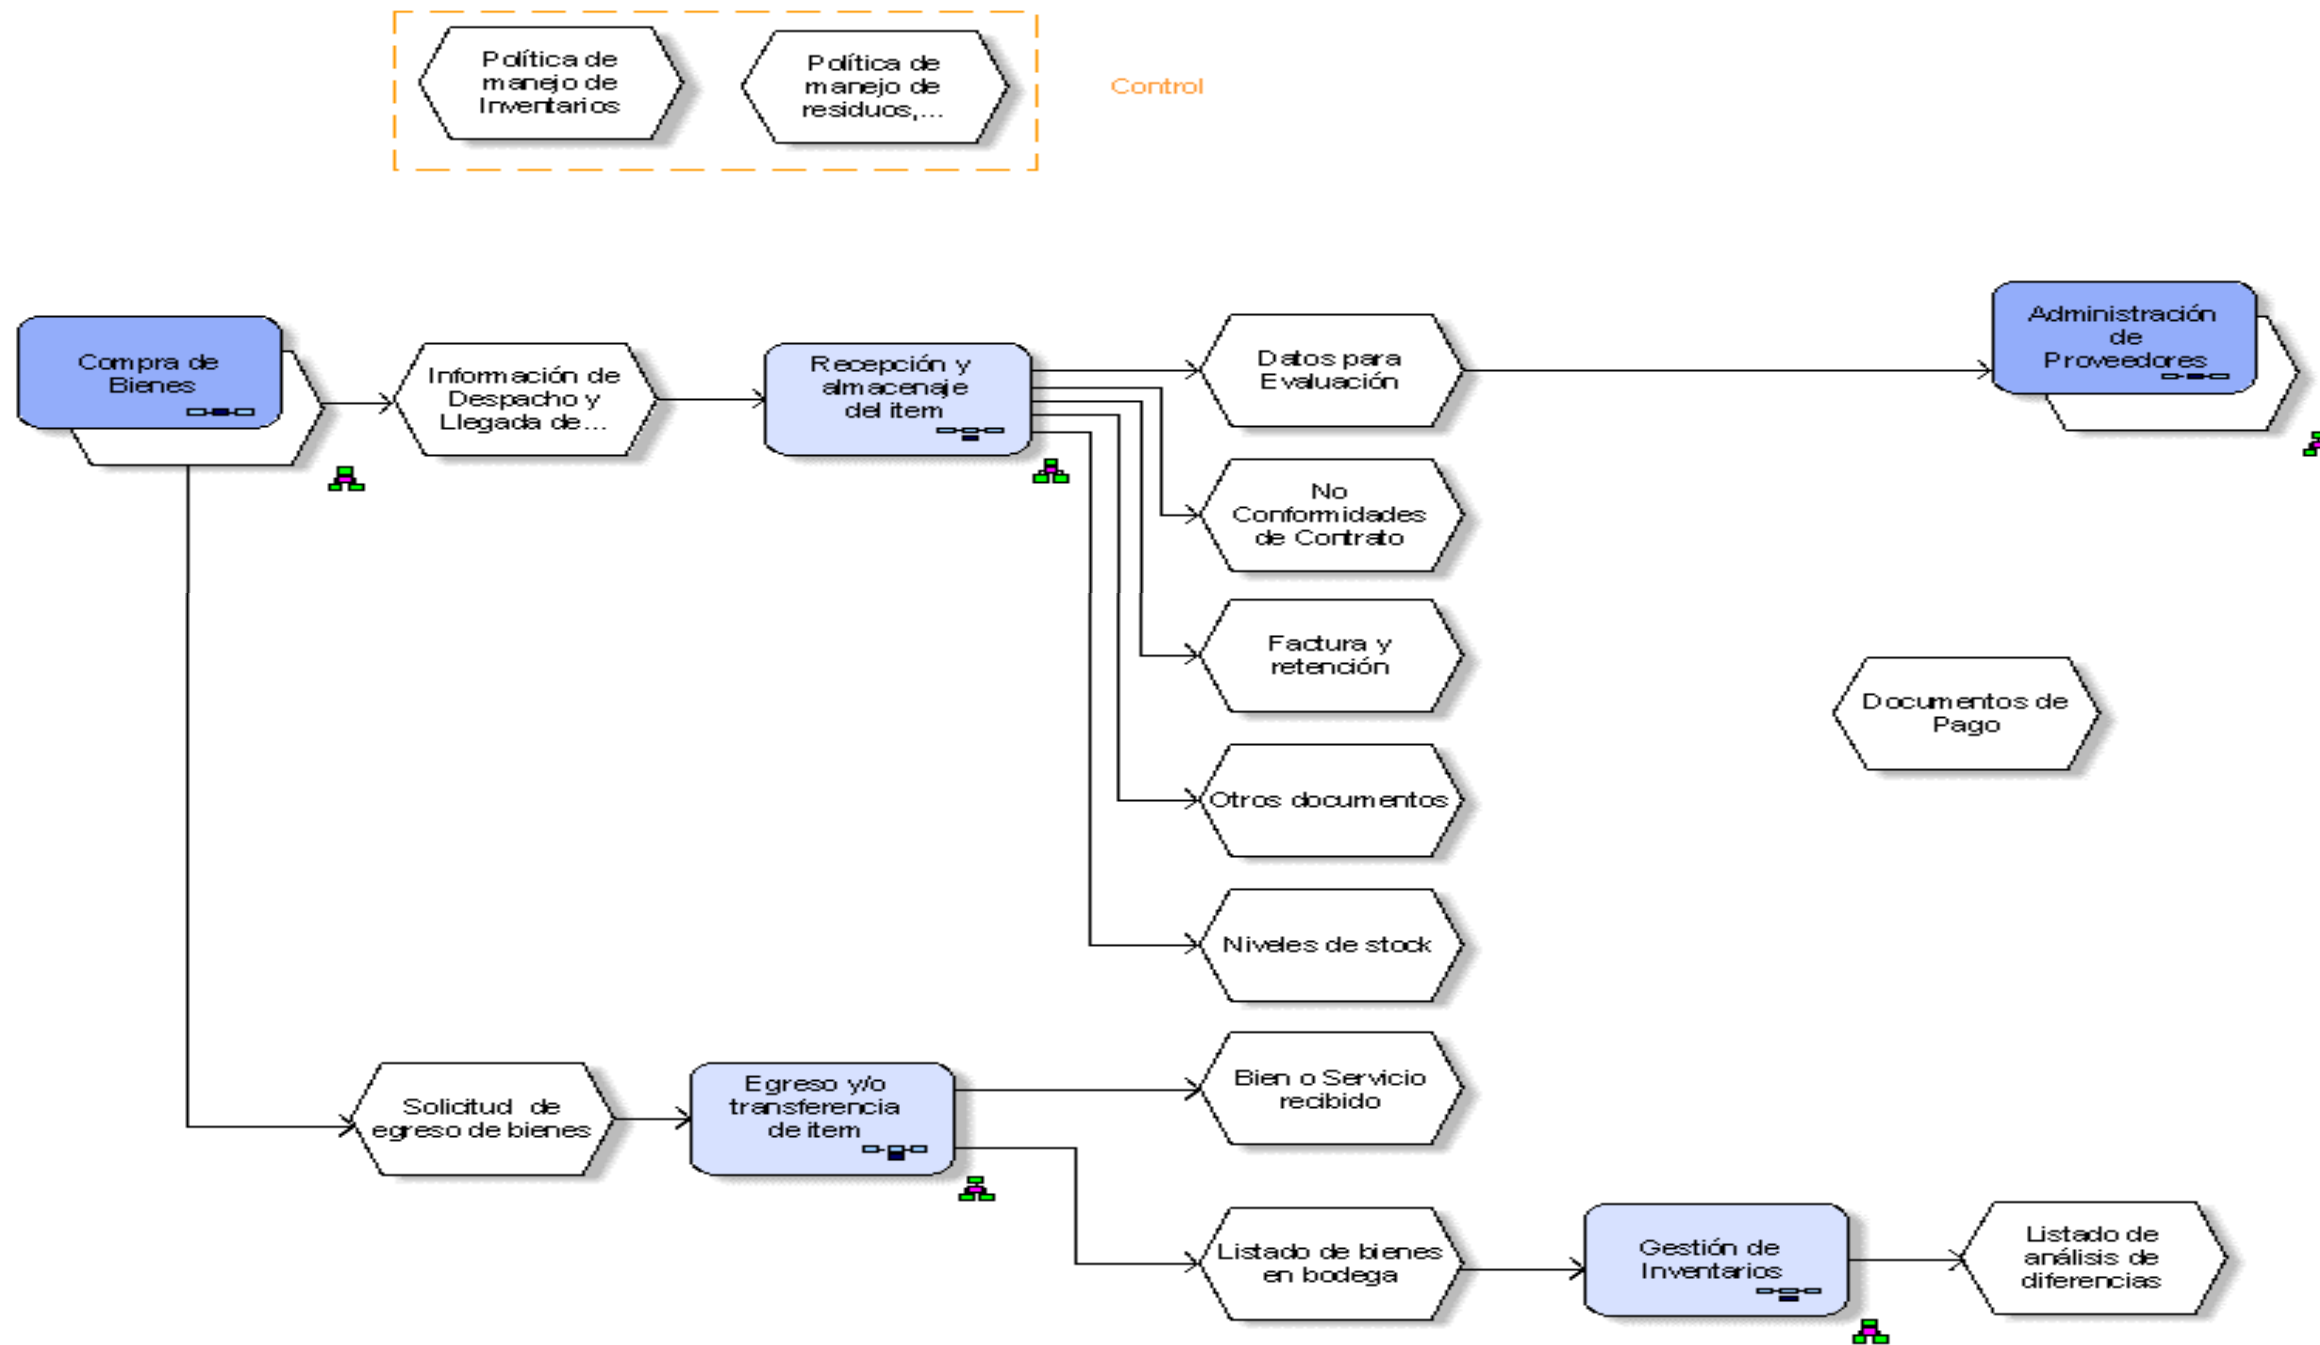 Política de
manejo de
Inventarios
Política de
manejo de
residuos,...
Control
Compra de
Bienes
Información de
Despacho y
Llegada de...
Recepción y
almacenaje
del item
Datos para
Evaluación
Administración
de
Proveedores
No
Conformidades
de Contrato
Factura y
retención
Documentos de
Pago
Otros documentos
Niveles de stock
Solicitud de
egreso de bienes
Egreso y/o
transferencia
de item
Bien o Servicio
recibido
Listado de bienes
en bodega
Gestión de
Inventarios
Listado de
análisis de
diferencias